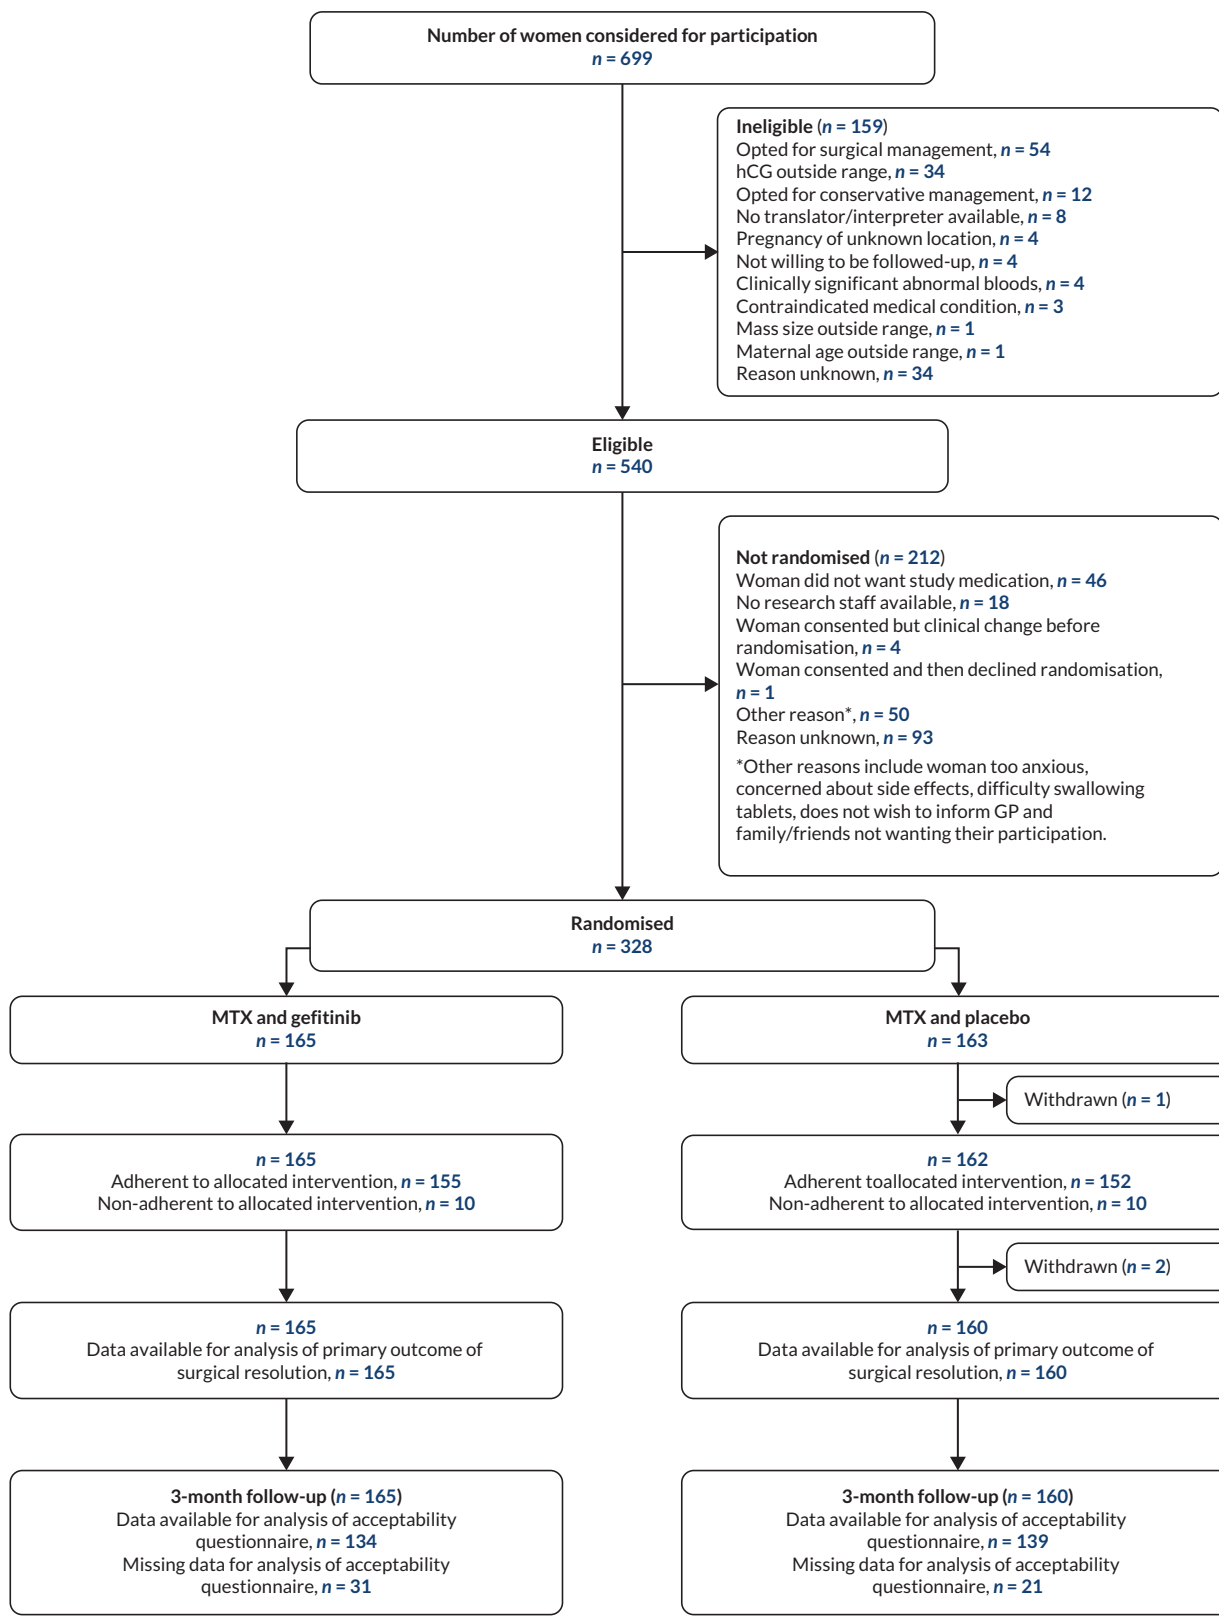 Number of women considered for participation
n = 699
Ineligible (n = 159)
Opted for surgical management, n = 54
hCG outside range, n = 34
Opted for conservative management, n = 12
No translator/interpreter available, n = 8
Pregnancy of unknown location, n = 4
Not willing to be followed-up, n = 4
Clinically significant abnormal bloods, n = 4
Contraindicated medical condition, n = 3
Mass size outside range, n = 1
Maternal age outside range, n = 1
Reason unknown, n = 34
Eligible
n = 540
Not randomised (n = 212)
Woman did not want study medication, n = 46
No research staff available, n = 18
Woman consented but clinical change before
randomisation, n = 4
Woman consented and then declined randomisation,
n = 1
Other reason*, n = 50
Reason unknown, n = 93
*Other reasons include woman too anxious,
concerned about side effects, difficulty swallowing
tablets, does not wish to inform GP and
family/friends not wanting their participation.
Randomised
n = 328
MTX and gefitinib
n = 165
MTX and placebo
n = 163
Withdrawn (n = 1)
n = 165
Adherent to allocated intervention, n = 155
Non-adherent to allocated intervention, n = 10
n = 162
Adherent toallocated intervention, n = 152
Non-adherent to allocated intervention, n = 10
Withdrawn (n = 2)
n = 165
Data available for analysis of primary outcome of
surgical resolution, n = 165
n = 160
Data available for analysis of primary outcome of
surgical resolution, n = 160
3-month follow-up (n = 165)
Data available for analysis of acceptability
questionnaire, n = 134
Missing data for analysis of acceptability
questionnaire, n = 31
3-month follow-up (n = 160)
Data available for analysis of acceptability
questionnaire, n = 139
Missing data for analysis of acceptability
questionnaire, n = 21